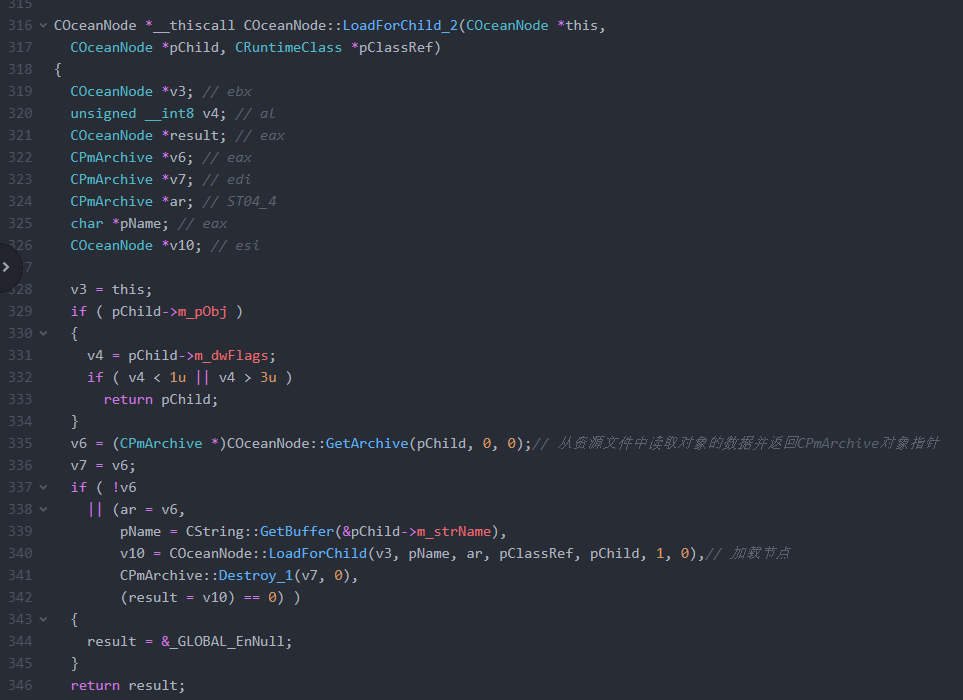 315
316 COceanNode *__thiscall COceanNode::LoadForChild_2(COceanNode *this,
317 COceanNode *pChild, CRuntimeClass *pClassRef)
318 {
319 COceanNode *v3; // ebx
320 unsigned __int8 v4; // al
321 COceanNode *result; // eax
322 CPmArchive *v6; // eax
323 CPmArchive *v7; // edi
324 CPmArchive *ar; // ST04_4
325 char *pName; // eax
326 COceanNode *v10; // esi
7
328 v3 = this;
329 if ( pChild->m_pObj )
330 {
331 v4 = pChild->m_dwFlags;
332 if ( v4 < 1u || v4 > 3u )
333 return pChild;
334 }
335 v6 = (CPmArchive *)COceanNode::GetArchive(pChild, 0, 0);// 从资源文件中读取对象的数据并返回CPmArchive对象指针
336 v7 = v6;
337 if ( !v6
338 || (ar = v6,
339 pName = CString::GetBuffer(&pChild->m_strName),
340 v10 = COceanNode::LoadForChild(v3, pName, ar, pClassRef, pChild, 1, 0),// 加载节点
341 CPmArchive::Destroy_1(v7, 0),
342 (result = v10) == 0) )
343 {
344 result = &_GLOBAL_EnNull;
345 }
346 return result;